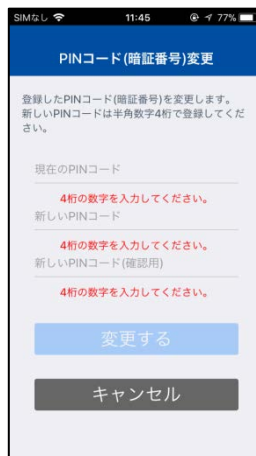 SIMなし 11:45 77%
PINコード(暗証番号)変更
登録したPINコード(暗証番号)を変更します。
新しいPINコードは半角数字4桁で登録してくだ
さい。
現在のPINコード
4桁の数字を入力してください。
新しいPINコード
4桁の数字を入力してください。
新しいPINコード(確認用)
4桁の数字を入力してください。
変更する
キャンセル